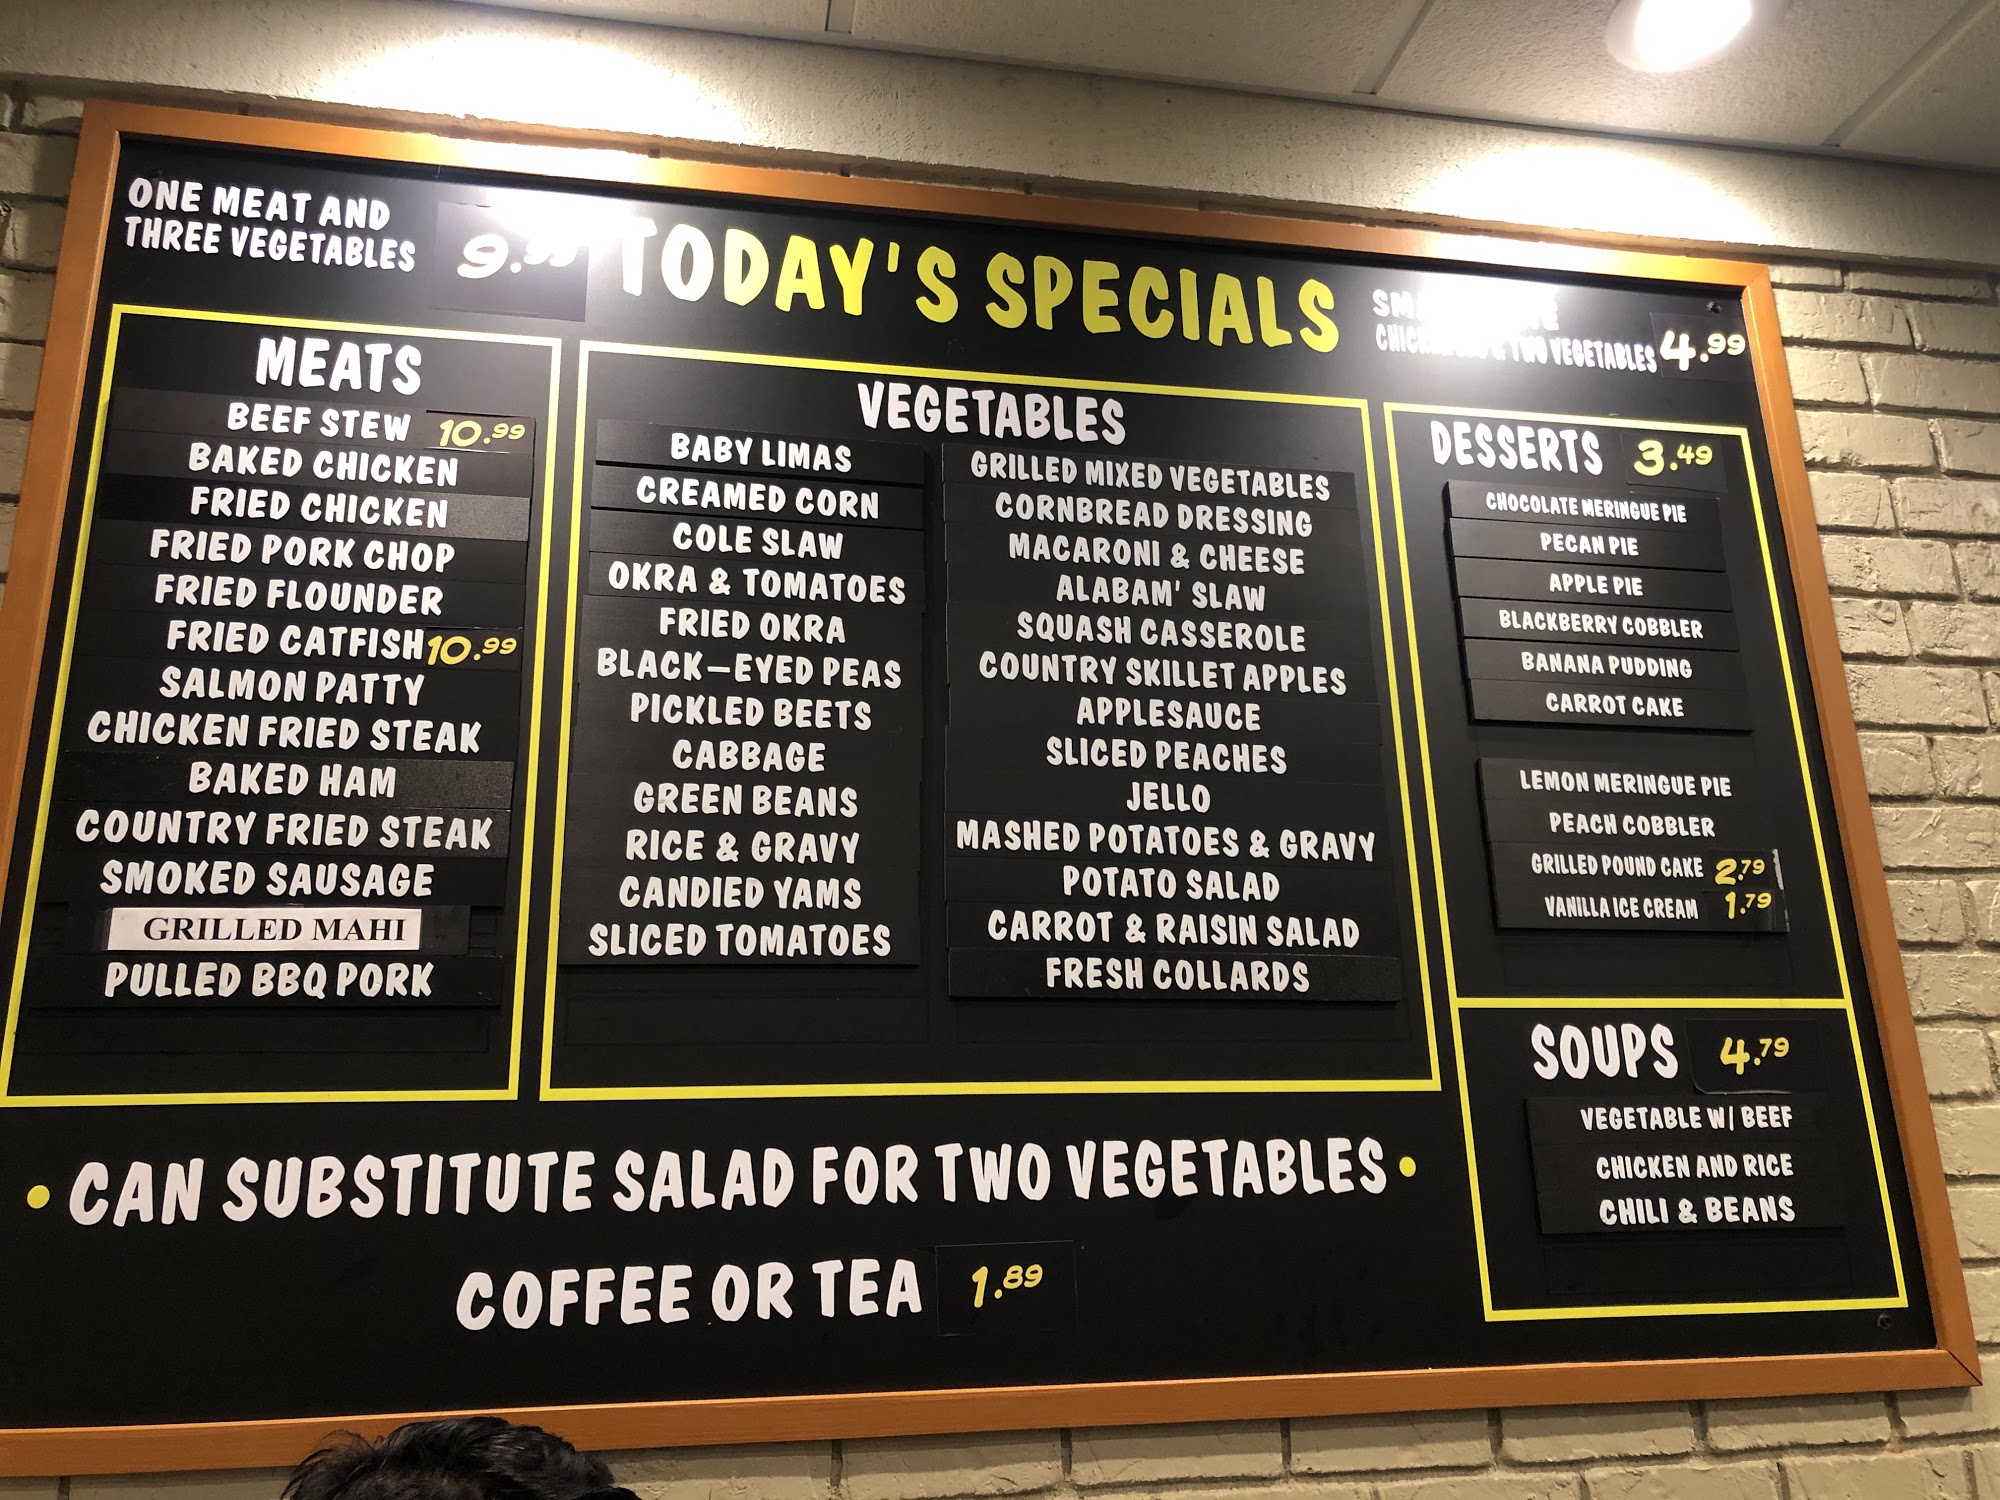 ONE MEAT AND
THREE VEGETABLES
9.99
TODAY'S SPECIALS
CHICKEN & TWO VEGETABLES
4.99
MEATS
BEEF STEW 10.99
BAKED CHICKEN
FRIED CHICKEN
FRIED PORK CHOP
FRIED FLOUNDER
FRIED CATFISH 10.99
SALMON PATTY
CHICKEN FRIED STEAK
BAKED HAM
COUNTRY FRIED STEAK
SMOKED SAUSAGE
GRILLED MAHI
PULLED BBQ PORK
VEGETABLES
BABY LIMAS
CREAMED CORN
COLE SLAW
OKRA & TOMATOES
FRIED OKRA
BLACK-EYED PEAS
PICKLED BEETS
CABBAGE
GREEN BEANS
RICE & GRAVY
CANDIED YAMS
SLICED TOMATOES
GRILLED MIXED VEGETABLES
CORNBREAD DRESSING
MACARONI & CHEESE
ALABAM' SLAW
SQUASH CASSEROLE
COUNTRY SKILLET APPLES
APPLESAUCE
SLICED PEACHES
JELLO
MASHED POTATOES & GRAVY
POTATO SALAD
CARROT & RAISIN SALAD
FRESH COLLARDS
DESSERTS 3.49
CHOCOLATE MERINGUE PIE
PECAN PIE
APPLE PIE
BLACKBERRY COBBLER
BANANA PUDDING
CARROT CAKE
LEMON MERINGUE PIE
PEACH COBBLER
GRILLED POUND CAKE 2.79
VANILLA ICE CREAM 1.79
SOUPS 4.79
VEGETABLE W/ BEEF
CHICKEN AND RICE
CHILI & BEANS
• CAN SUBSTITUTE SALAD FOR TWO VEGETABLES •
COFFEE OR TEA 1.89